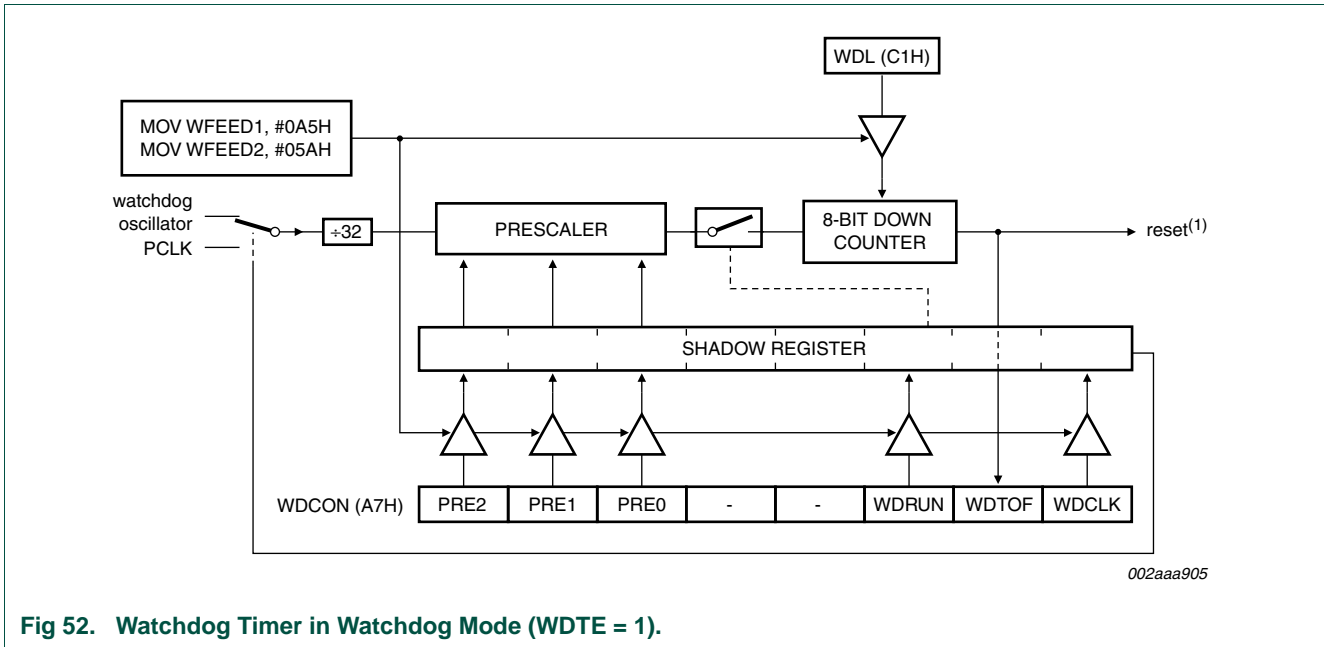 WDL (C1H)
MOV WFEED1, #0A5H
MOV WFEED2, #05AH
watchdog
oscillator
PCLK
÷32
PRESCALER
8-BIT DOWN
COUNTER
reset(1)
SHADOW REGISTER
WDCON (A7H)
PRE2
PRE1
PRE0
-
-
WDRUN
WDTOF
WDCLK
002aaa905
Fig 52. Watchdog Timer in Watchdog Mode (WDTE = 1).